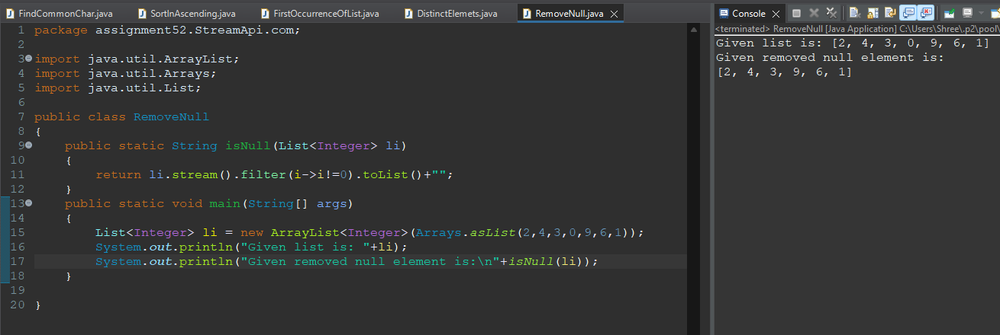 FindCommonChar.java SortInAscending.java FirstOccurrenceOfList.java DistinctElemets.java RemoveNull.java
1 package assignment52.StreamApi.com;
2
3 import java.util.ArrayList;
4 import java.util.Arrays;
5 import java.util.List;
6
7 public class RemoveNull
8 {
9 public static String isNull(List<Integer> li)
10 {
11 return li.stream().filter(i->i!=0).toList()+"";
12 }
13 public static void main(String[] args)
14 {
15 List<Integer> li = new ArrayList<Integer>(Arrays.asList(2,4,3,0,9,6,1));
16 System.out.println("Given list is: "+li);
17 System.out.println("Given removed null element is:\n"+isNull(li));
18 }
19
20 }
Console
<terminated> RemoveNull [Java Application] C:\Users\Shree\.p2\pool\
Given list is: [2, 4, 3, 0, 9, 6, 1]
Given removed null element is:
[2, 4, 3, 9, 6, 1]